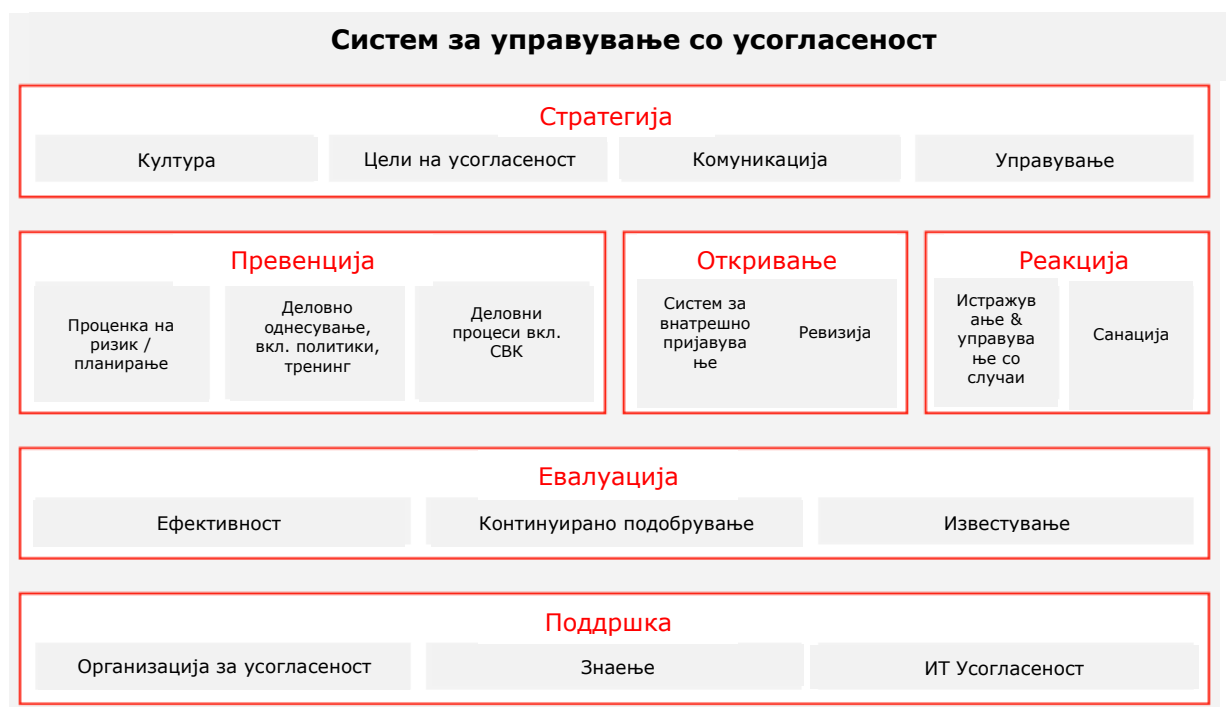 Систем за управување со усогласеност
Стратегија
Култура
Цели на усогласеност
Комуникација
Управување
Превенција
Проценка на
ризик /
планирање
Деловно
однесување,
вкл. политики,
тренинг
Деловни
процеси вкл.
СВК
Откривање
Систем за
внатрешно
пријавува
ње
Ревизија
Реакција
Истражув
ање &
управува
ње со
случаи
Санација
Евалуација
Ефективност
Континуирано подобрување
Известување
Поддршка
Организација за усогласеност
Знаење
ИТ Усогласеност